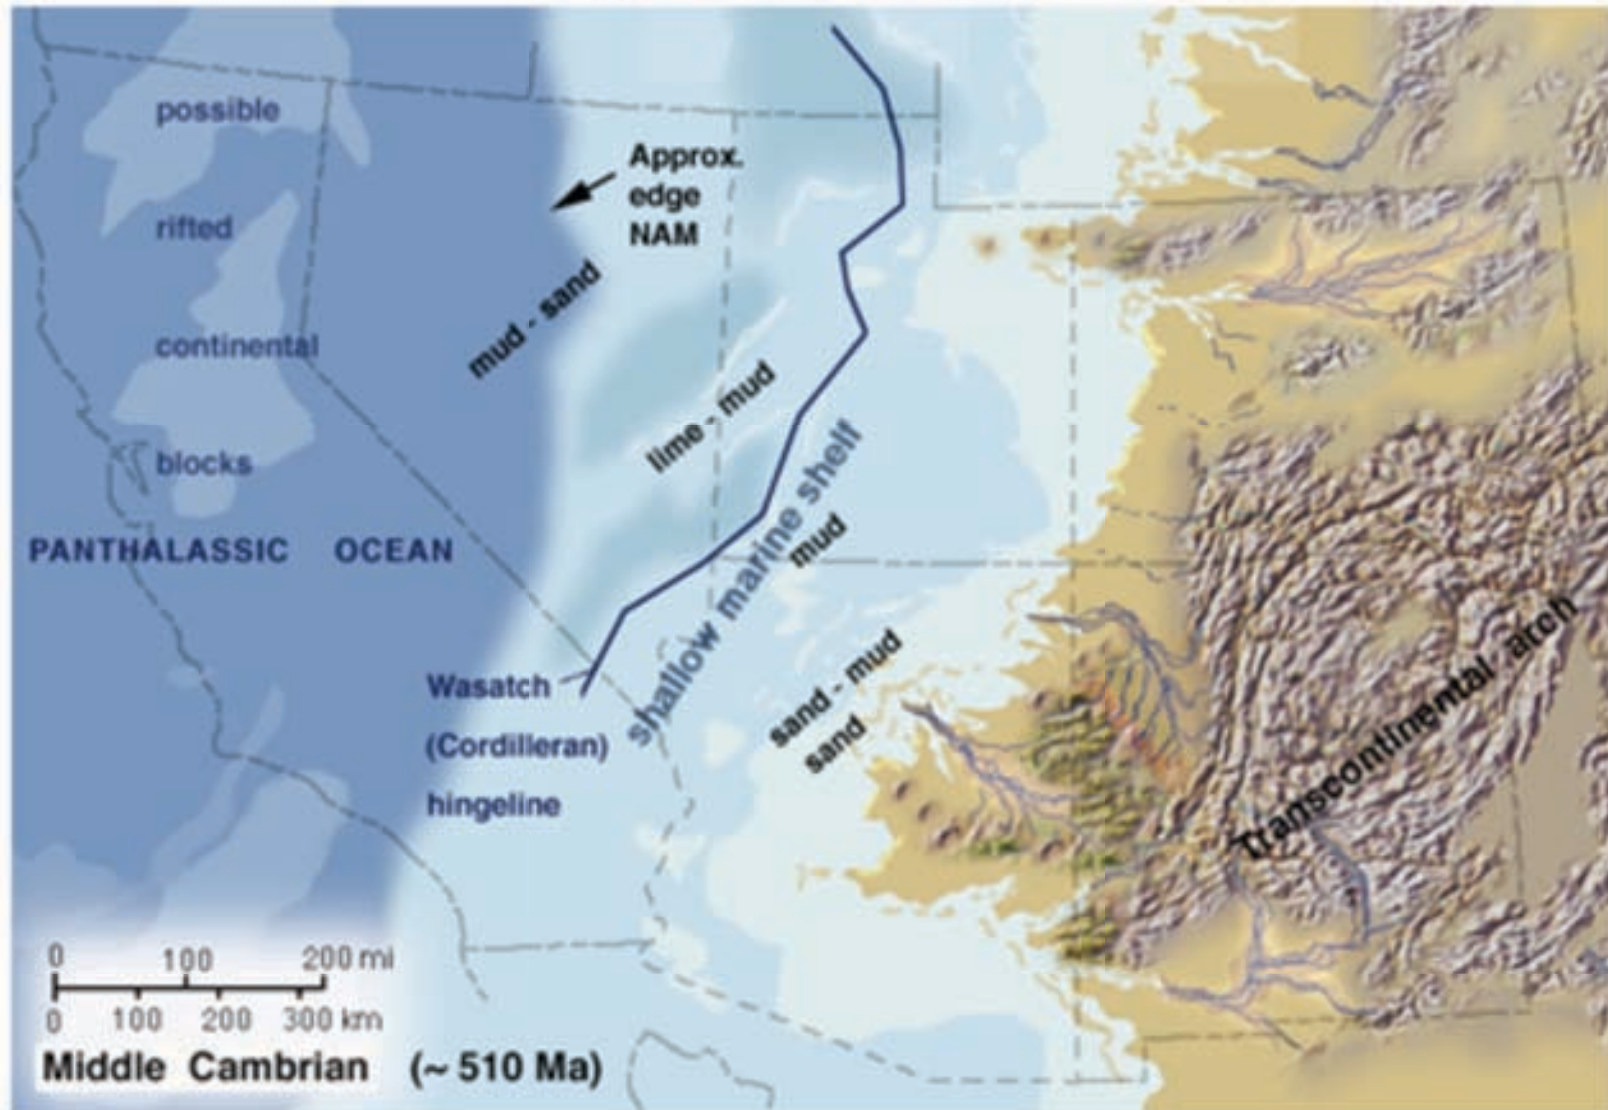 possible
rifted
continental
blocks
PANTHALASSIC OCEAN
Approx.
edge
NAM
mud - sand
lime - mud
shallow marine shelf
mud
sand - mud
sand
Wasatch
(Cordilleran)
hingeline
Transcontinental arch
0 100 200 mi
0 100 200 300 km
Middle Cambrian (~ 510 Ma)